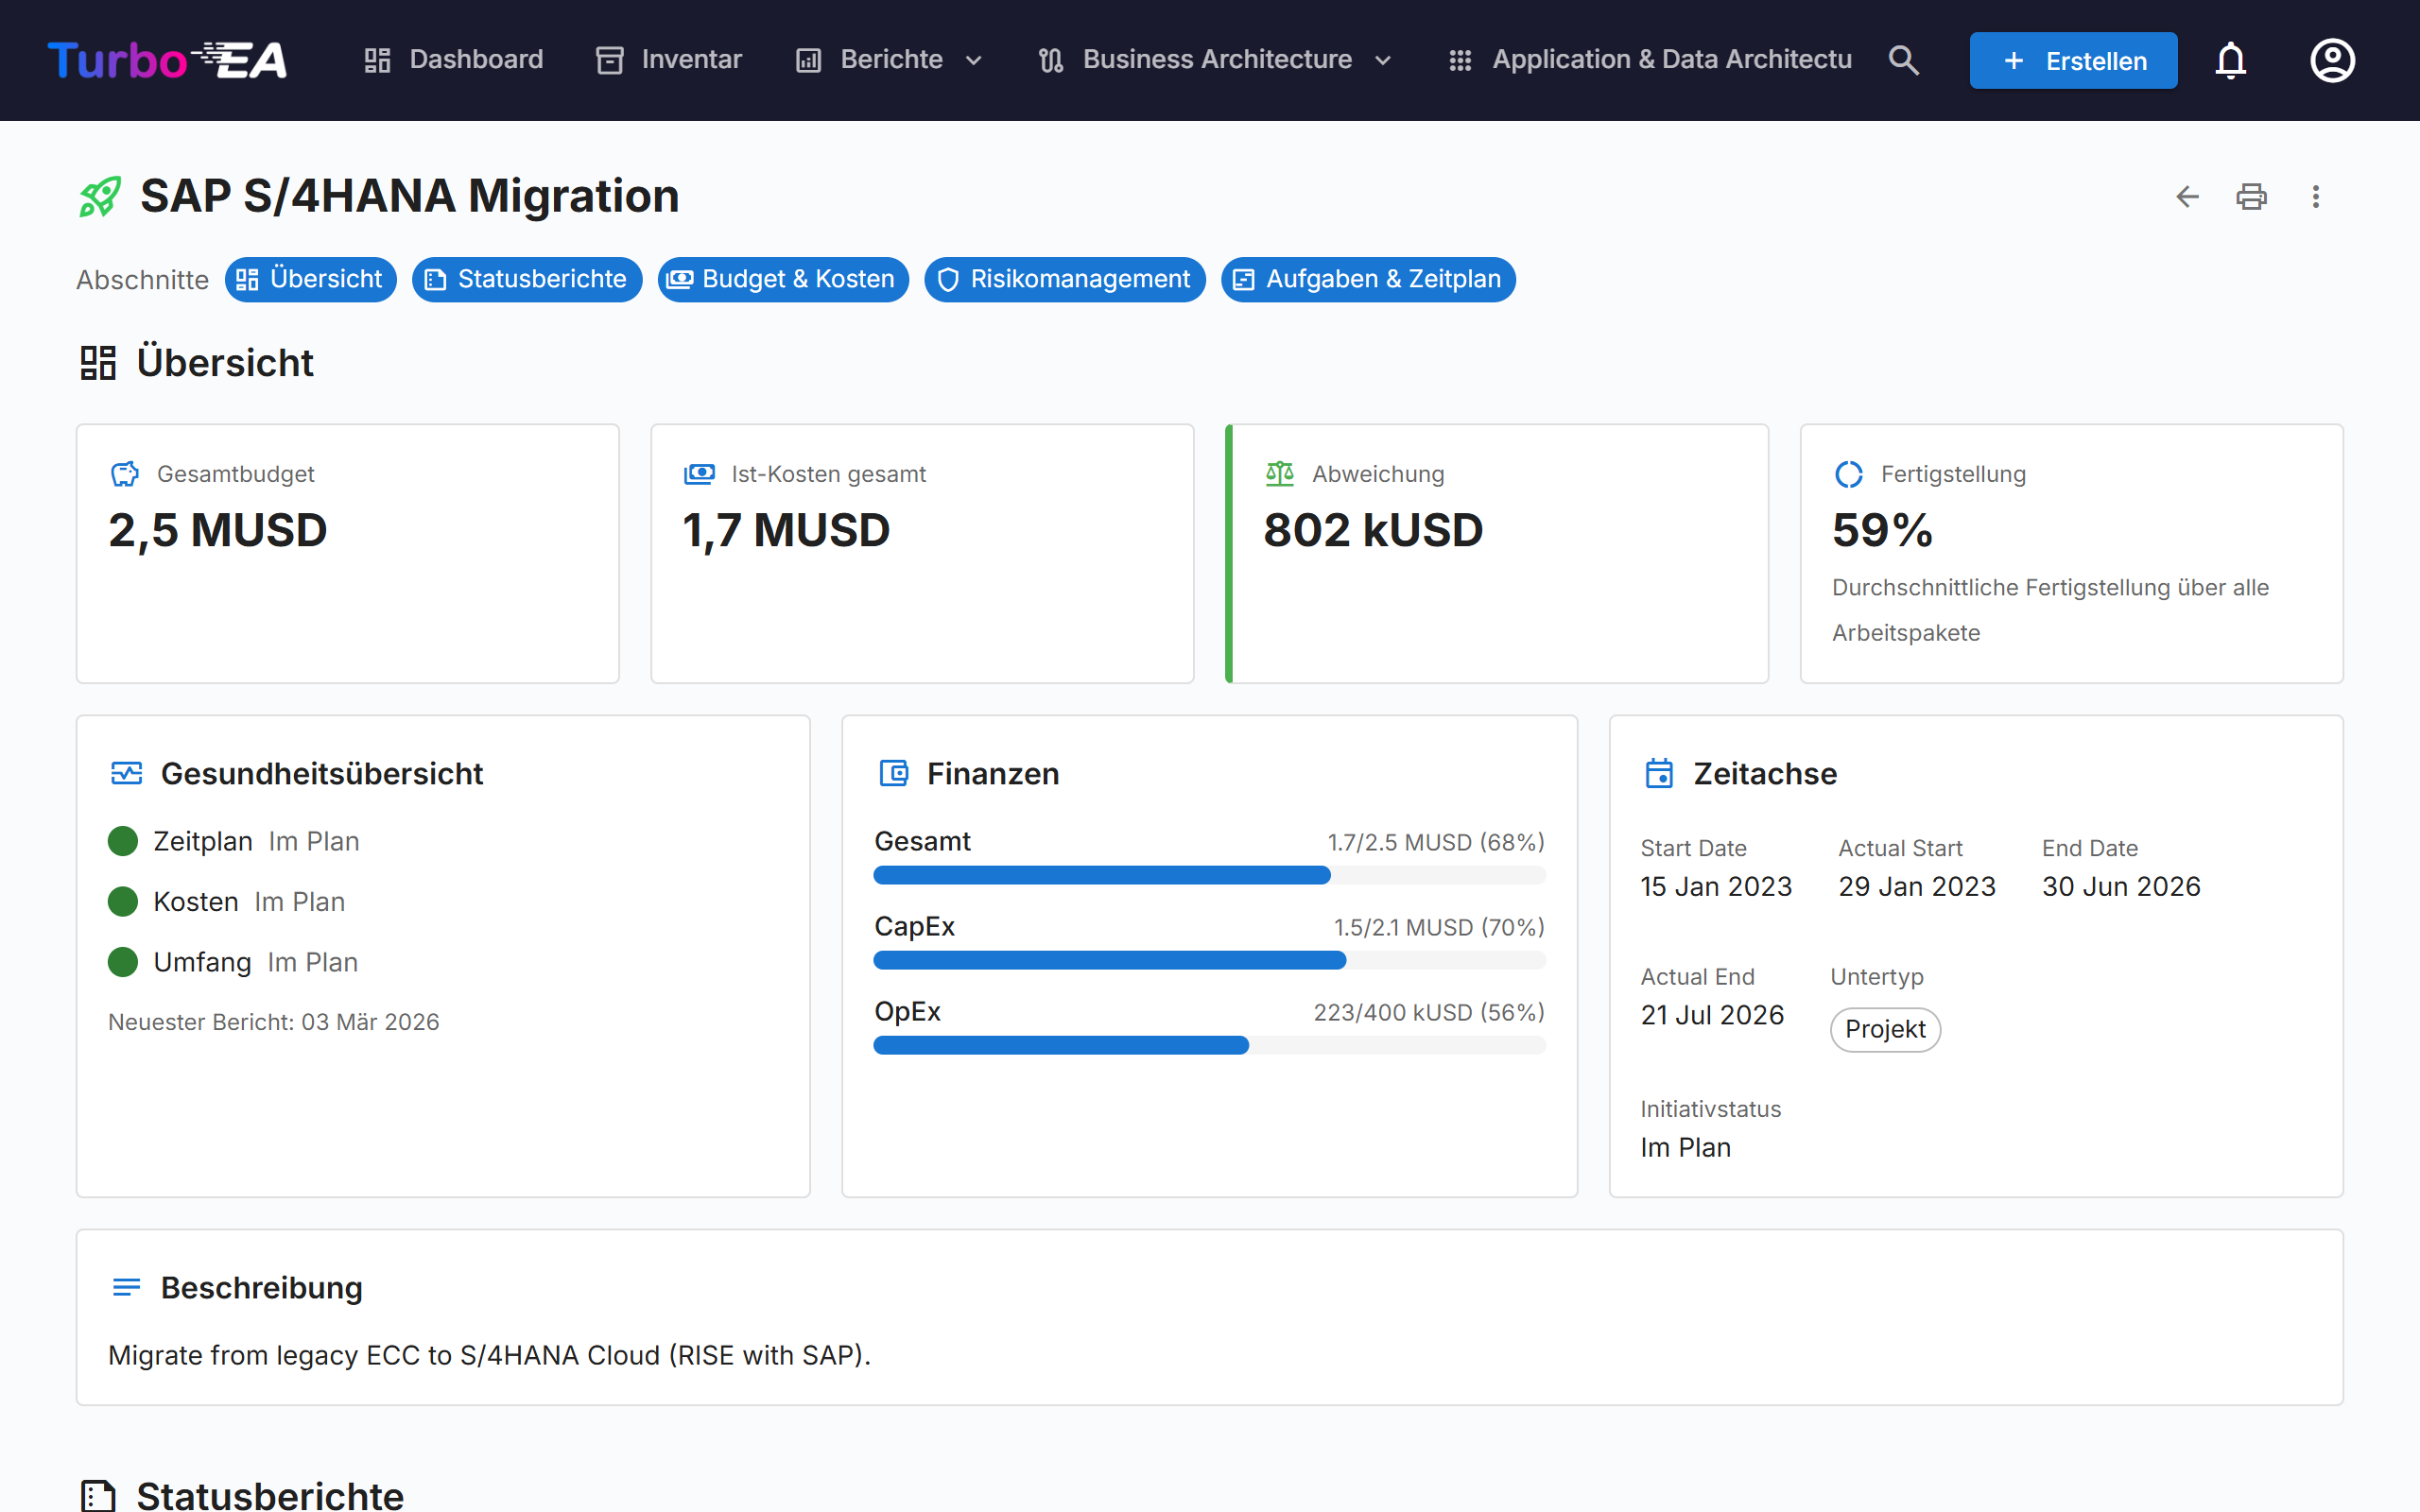 Turbo EA Dashboard Inventar Berichte Business Architecture Application & Data Architectu Erstellen
SAP S/4HANA Migration
Abschnitte Übersicht Statusberichte Budget & Kosten Risikomanagement Aufgaben & Zeitplan
Übersicht
Gesamtbudget
2,5 MUSD
Ist-Kosten gesamt
1,7 MUSD
Abweichung
802 kUSD
Fertigstellung
59%
Durchschnittliche Fertigstellung über alle
Arbeitspakete
Gesundheitsübersicht
Zeitplan Im Plan
Kosten Im Plan
Umfang Im Plan
Neuester Bericht: 03 Mär 2026
Finanzen
Gesamt 1.7/2.5 MUSD (68%)
CapEx 1.5/2.1 MUSD (70%)
OpEx 223/400 kUSD (56%)
Zeitachse
Start Date Actual Start End Date
15 Jan 2023 29 Jan 2023 30 Jun 2026
Actual End Untertyp
21 Jul 2026 Projekt
Initiativstatus
Im Plan
Beschreibung
Migrate from legacy ECC to S/4HANA Cloud (RISE with SAP).
Statusberichte